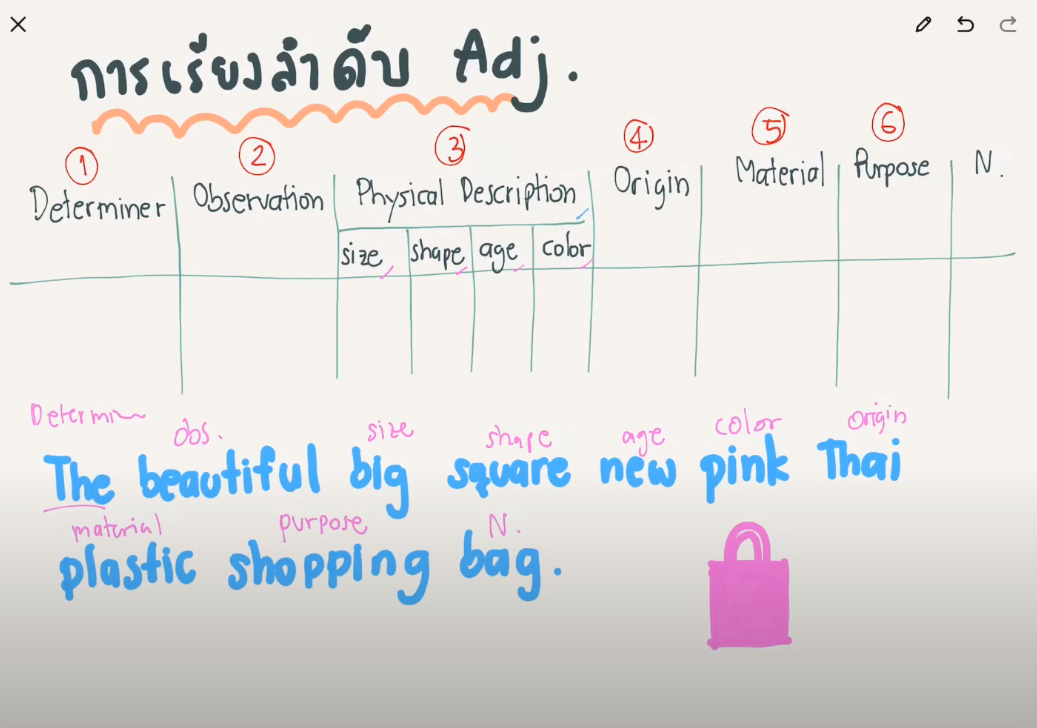 การเรียงลำดับ Adj.
1 2 3 4 5 6
Determiner Observation Physical Description Origin Material Purpose N.
size shape age color
Determin obs. size shape age color origin
The beautiful big square new pink Thai
material purpose N.
plastic shopping bag.